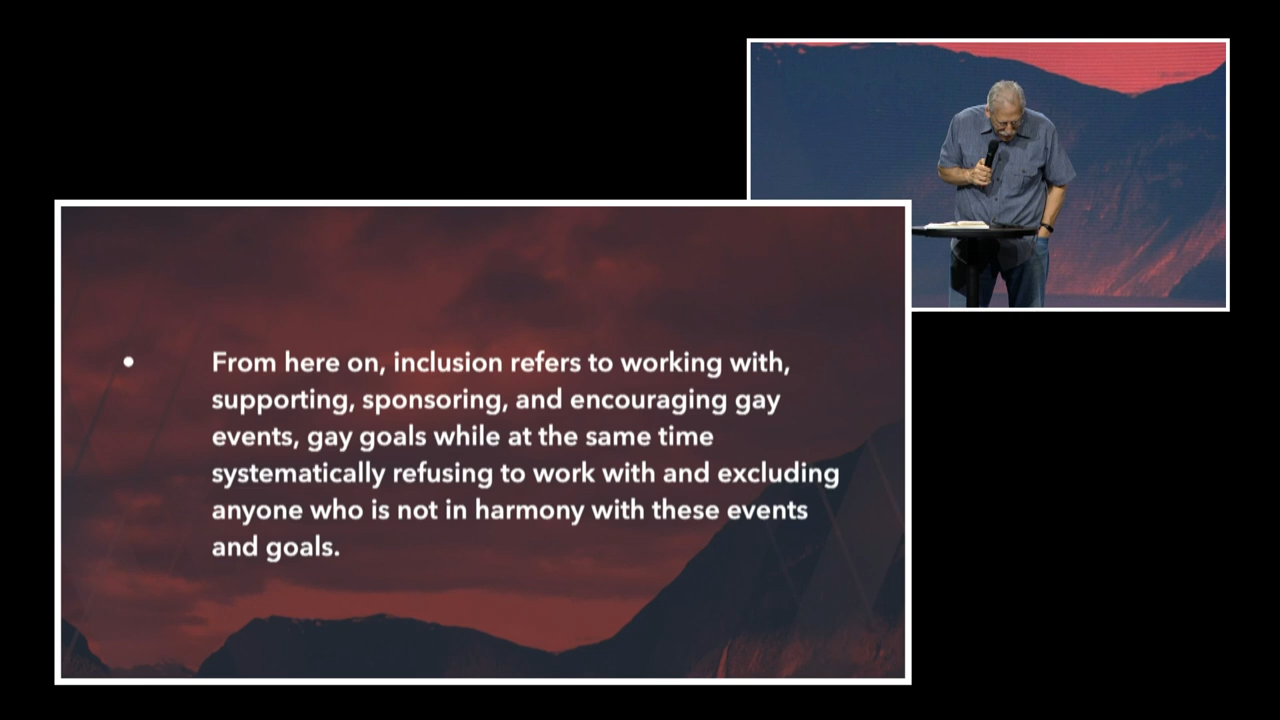 • From here on, inclusion refers to working with,
supporting, sponsoring, and encouraging gay
events, gay goals while at the same time
systematically refusing to work with and excluding
anyone who is not in harmony with these events
and goals.